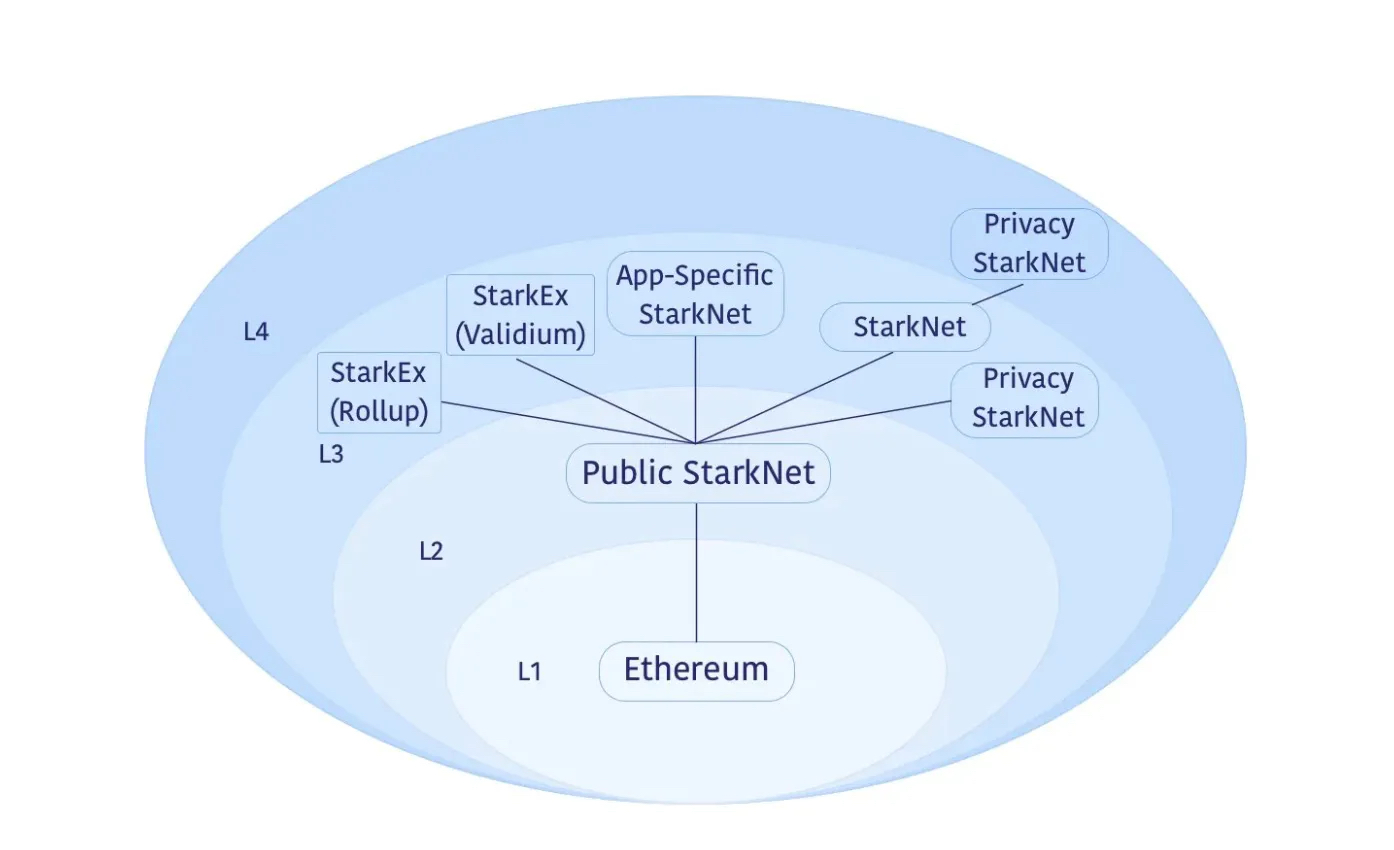 Privacy
StarkNet
App-Specific
StarkNet
StarkEx
(Validium)
StarkNet
L4
StarkEx
(Rollup)
Privacy
StarkNet
L3
Public StarkNet
L2
L1
Ethereum